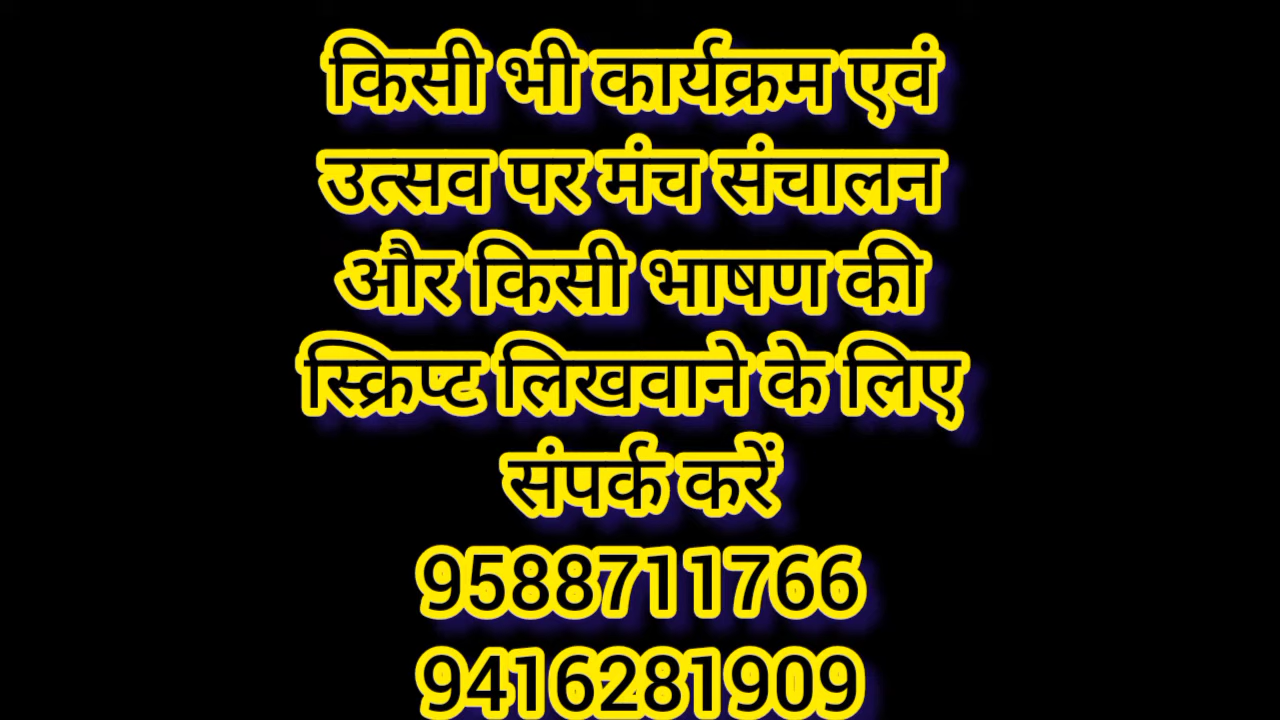 किसी भी कार्यक्रम एवं
उत्सव पर मंच संचालन
और किसी भाषण की
स्क्रिप्ट लिखवाने के लिए
संपर्क करें
9588711766
9416281909